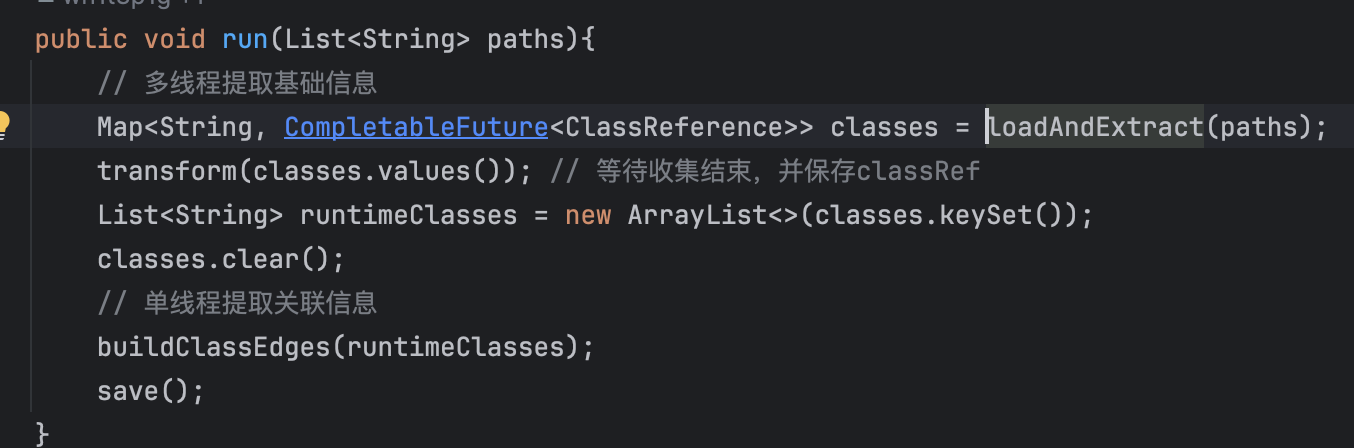 public void run(List<String> paths){
// 多线程提取基础信息
Map<String, CompletableFuture<ClassReference>> classes = loadAndExtract(paths);
transform(classes.values()); // 等待收集结束，并保存classRef
List<String> runtimeClasses = new ArrayList<>(classes.keySet());
classes.clear();
// 单线程提取关联信息
buildClassEdges(runtimeClasses);
save();
}